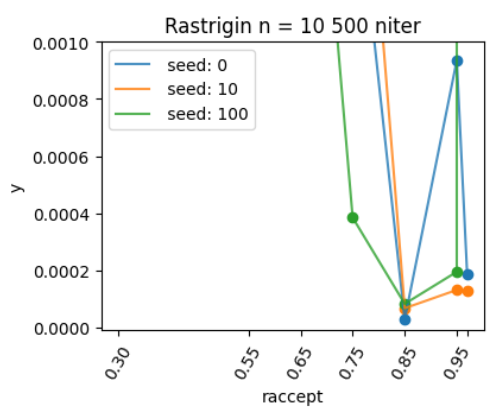 Rastrigin n = 10 500 niter
0.0010
0.0008
0.0006
0.0004
0.0002
0.0000
y
seed: 0
seed: 10
seed: 100
0.30
0.55
0.65
0.75
0.85
0.95
raccept